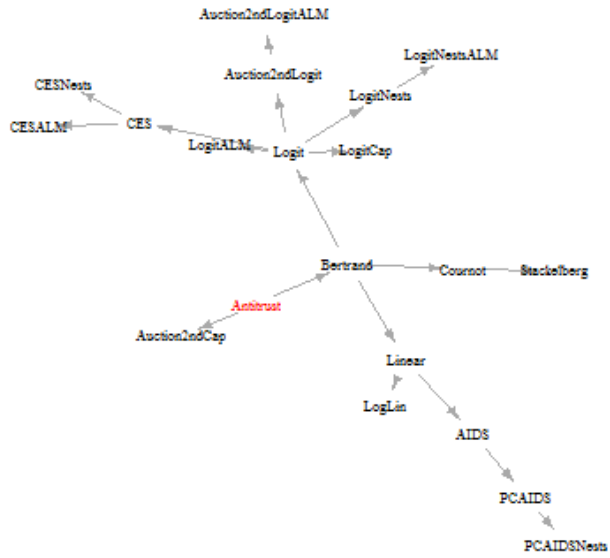 Auction2ndLogitALM
LogitNestsALM
Auction2ndLogit
CESNests
LogitNests
CESALM
CES
LogitALM
Logit
LogitCap
Bertrand
Cournot
Stackelberg
Antitrust
Auction2ndCap
Linear
LogLin
AIDS
PCAIDS
PCAIDSNests